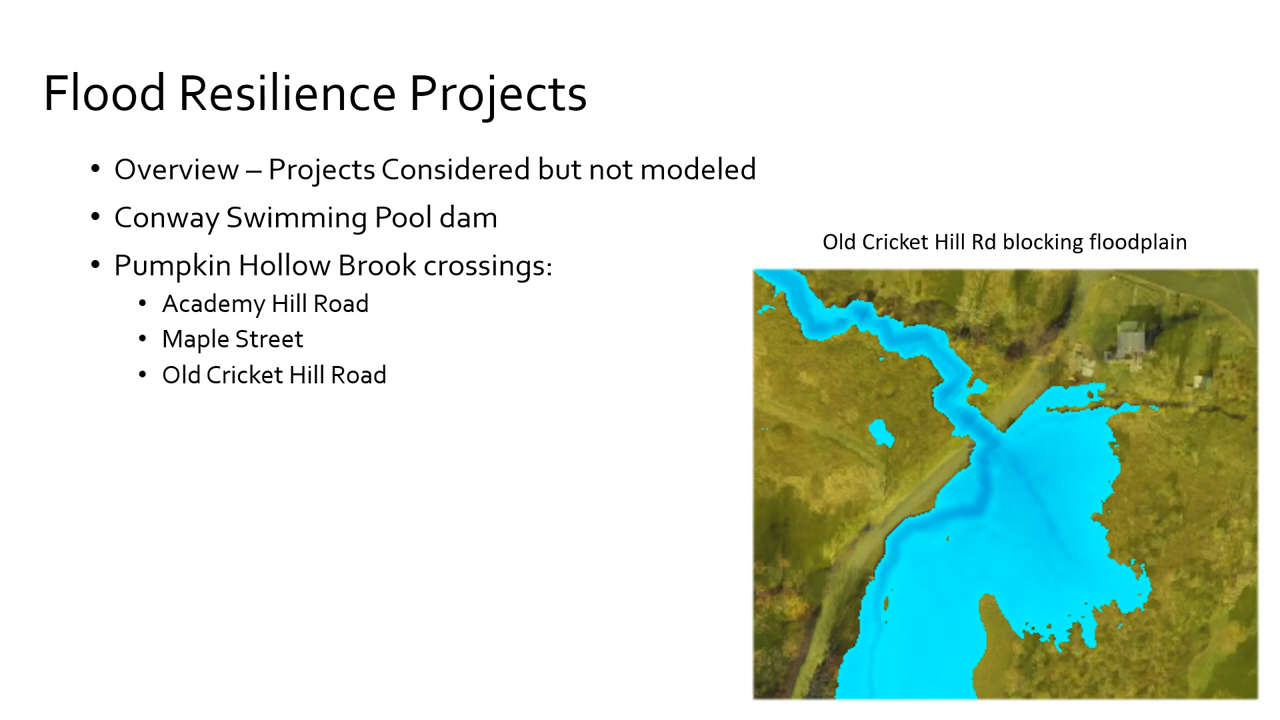 Flood Resilience Projects
• Overview – Projects Considered but not modeled
• Conway Swimming Pool dam
• Pumpkin Hollow Brook crossings:
• Academy Hill Road
• Maple Street
• Old Cricket Hill Road
Old Cricket Hill Rd blocking floodplain